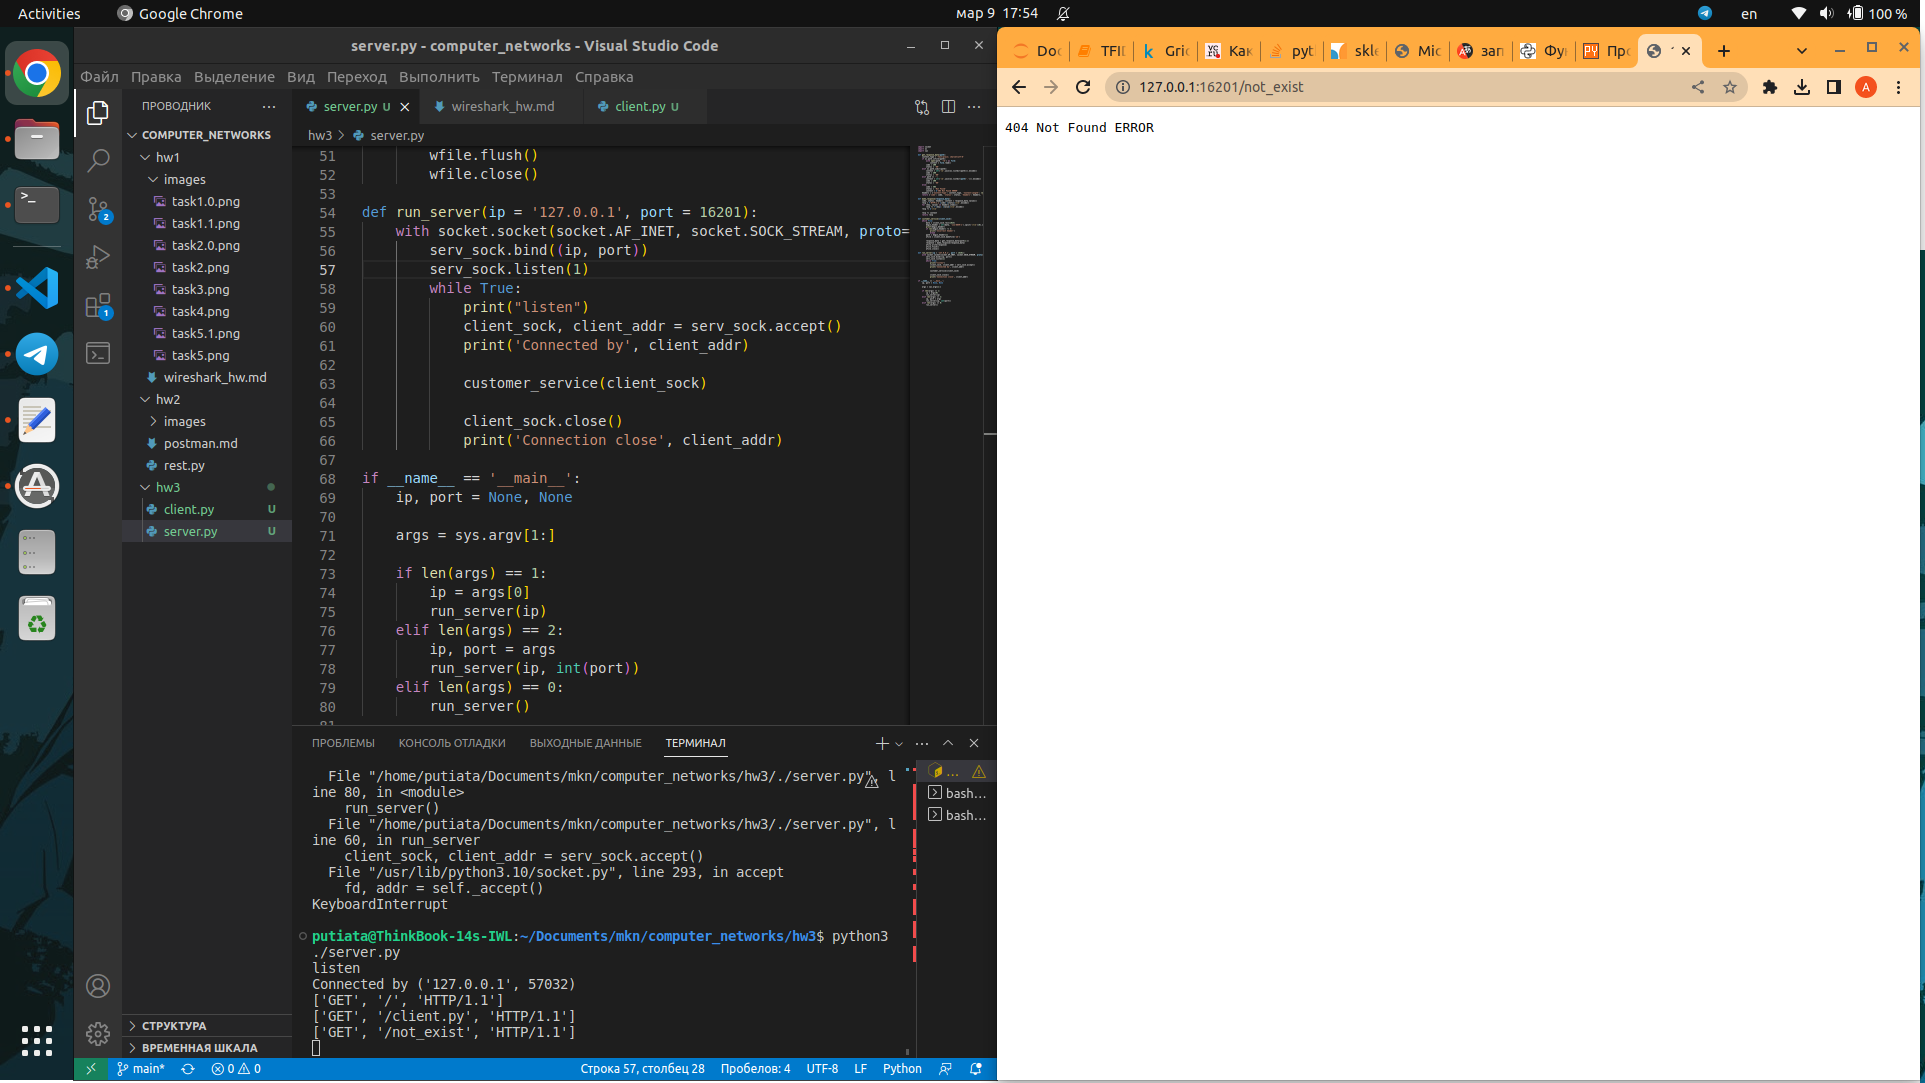 Activities
Google Chrome
мар 9 17:54
en
100 %
server.py - computer_networks - Visual Studio Code
Файл Правка Выделение Вид Переход Выполнить Терминал Справка
ПРОВОДНИК
COMPUTER_NETWORKS
hw1
images
task1.0.png
task1.1.png
task2.0.png
task2.png
task3.png
task4.png
task5.1.png
task5.png
wireshark_hw.md
hw2
images
postman.md
rest.py
hw3
client.py U
server.py U
СТРУКТУРА
ВРЕМЕННАЯ ШКАЛА
2
1
server.py U
wireshark_hw.md
client.py U
hw3 > server.py
51 wfile.flush()
52 wfile.close()
53
54 def run_server(ip = '127.0.0.1', port = 16201):
55 with socket.socket(socket.AF_INET, socket.SOCK_STREAM, proto=
56 serv_sock.bind((ip, port))
57 serv_sock.listen(1)
58 while True:
59 print("listen")
60 client_sock, client_addr = serv_sock.accept()
61 print('Connected by', client_addr)
62
63 customer_service(client_sock)
64
65 client_sock.close()
66 print('Connection close', client_addr)
67
68 if __name__ == '__main__':
69 ip, port = None, None
70
71 args = sys.argv[1:]
72
73 if len(args) == 1:
74 ip = args[0]
75 run_server(ip)
76 elif len(args) == 2:
77 ip, port = args
78 run_server(ip, int(port))
79 elif len(args) == 0:
80 run_server()
81
ПРОБЛЕМЫ КОНСОЛЬ ОТЛАДКИ ВЫХОДНЫЕ ДАННЫЕ ТЕРМИНАЛ
File "/home/putiata/Documents/mkn/computer_networks/hw3/./server.py", l
ine 80, in <module>
run_server()
File "/home/putiata/Documents/mkn/computer_networks/hw3/./server.py", l
ine 60, in run_server
client_sock, client_addr = serv_sock.accept()
File "/usr/lib/python3.10/socket.py", line 293, in accept
fd, addr = self._accept()
KeyboardInterrupt
putiata@ThinkBook-14s-IWL:~/Documents/mkn/computer_networks/hw3$ python3
./server.py
listen
Connected by ('127.0.0.1', 57032)
['GET', '/', 'HTTP/1.1']
['GET', '/client.py', 'HTTP/1.1']
['GET', '/not_exist', 'HTTP/1.1']
...
bash...
bash...
main*
0 0
Строка 57, столбец 28
Пробелов: 4
UTF-8
LF
Python
Doc
TFID
Gric
Как
pyt
skle
Mic
зап
Фун
Про
127.0.0.1:16201/not_exist
A
404 Not Found ERROR